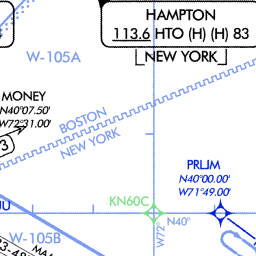 HAMPTON
113.6 HTO (H) (H) 83
NEW YORK
W-105A
MONEY
N40°07.50'
W72°31.00'
BOSTON
NEW YORK
PRLJM
N40°00.00'
W71°49.00'
KN60C
N40°
W72°
W-105B